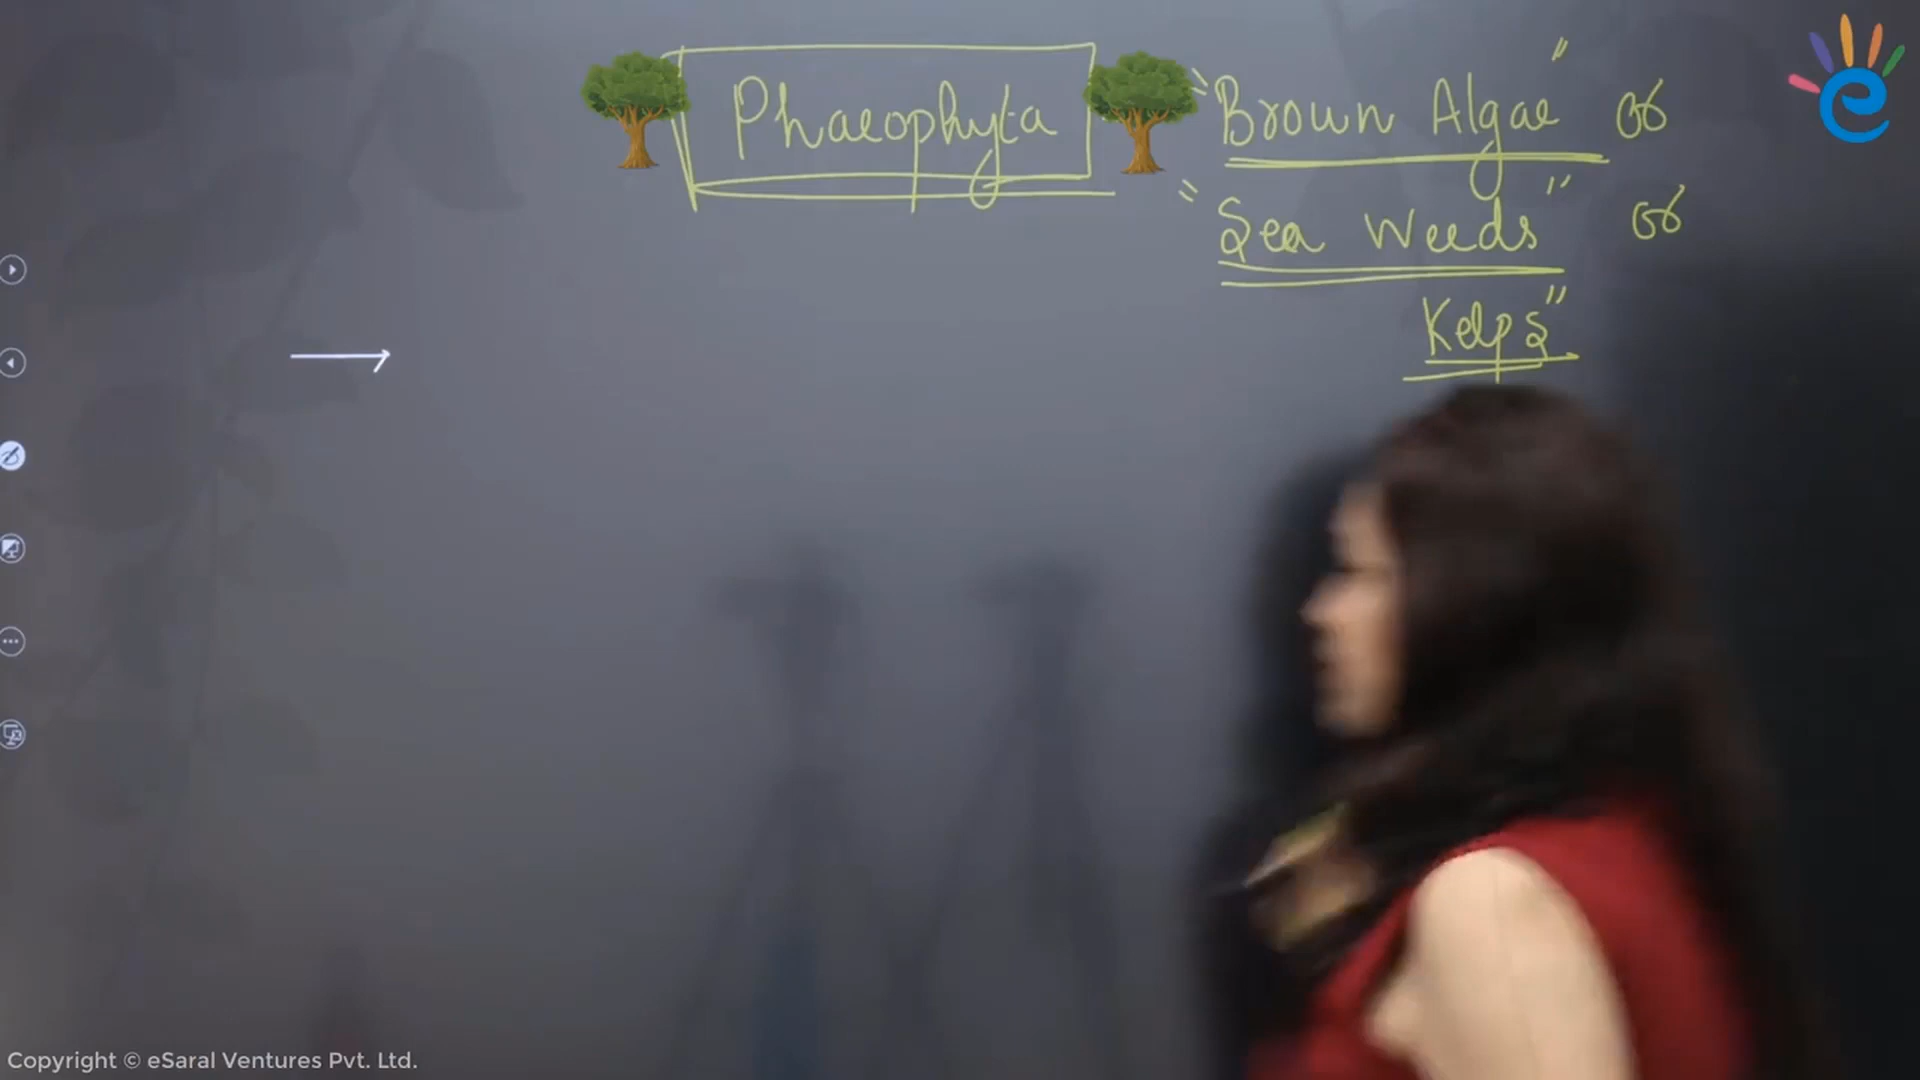 Phaeophyta "Brown Algae" or
"Sea Weeds" or
Kelps"
Copyright © eSaral Ventures Pvt. Ltd.